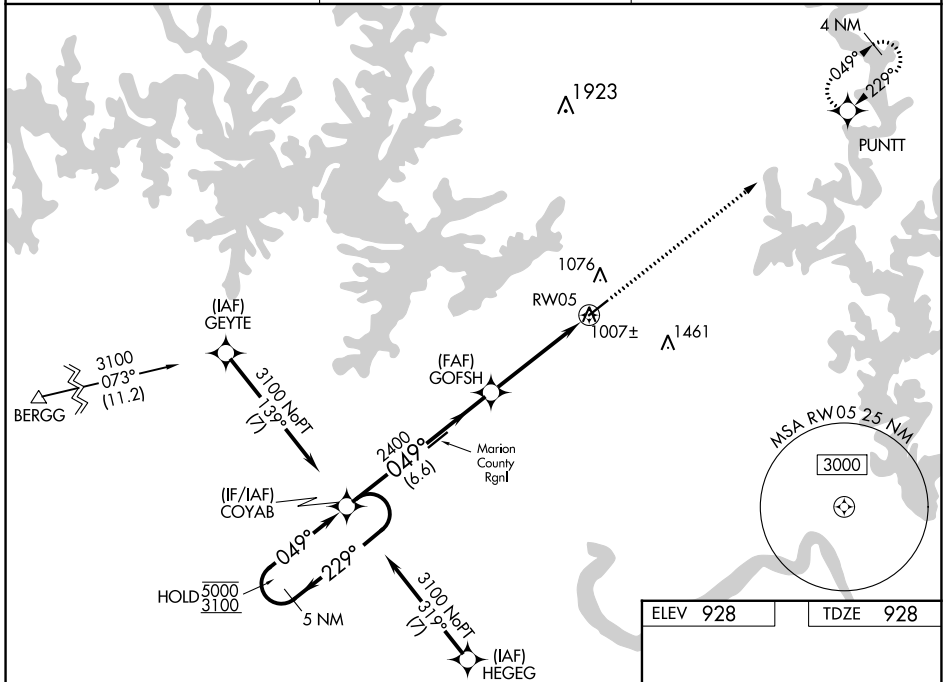 4 NM
049°
229°
PUNTT
1923
1076
RW05
1007±
1461
(IAF)
GEYTE
3100
073°
(11.2)
BERGG
3100 NoPT
139°
(7)
(FAF)
GOFSH
2400
049°
(6.6)
Marion
County
Rgnl
(IF/IAF)
COYAB
049°
229°
HOLD 5000
3100
5 NM
3100 NoPT
319°
(7)
(IAF)
HEGEG
MSA RW05 25 NM
3000
ELEV 928
TDZE 928